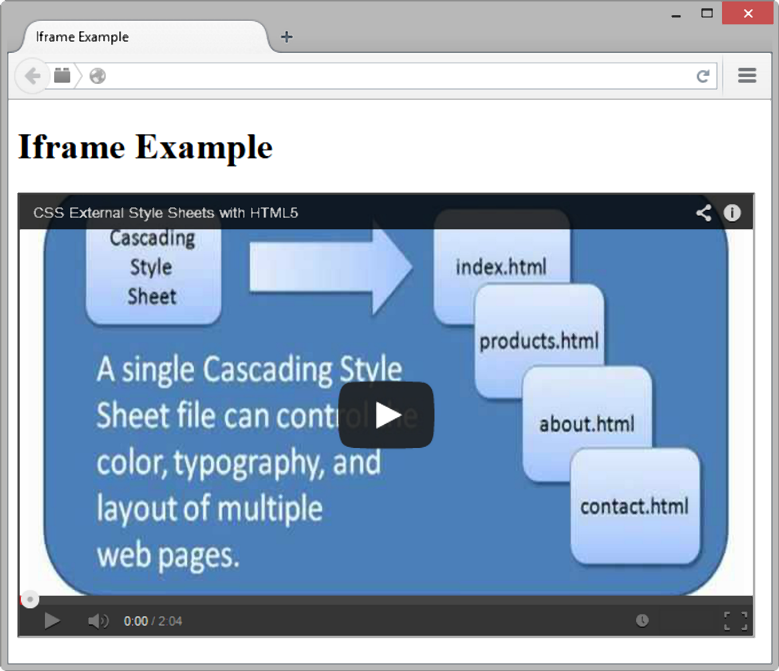 Iframe Example
Iframe Example
CSS External Style Sheets with HTML5
Cascading
Style
Sheet
index.html
products.html
about.html
contact.html
A single Cascading Style
Sheet file can control the
color, typography, and
layout of multiple
web pages.
0:00 / 2:04